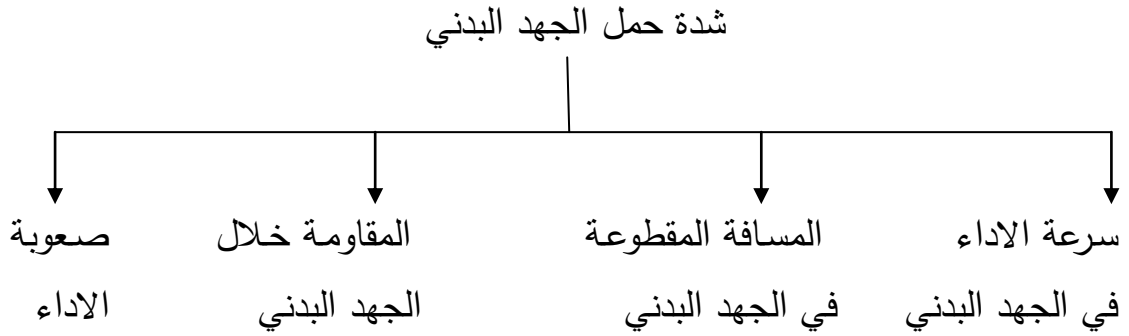 شدة حمل الجهد البدني
سرعة الاداء المسافة المقطوعة المقاومة خلال صعوبة
في الجهد البدني في الجهد البدني الجهد البدني الاداء